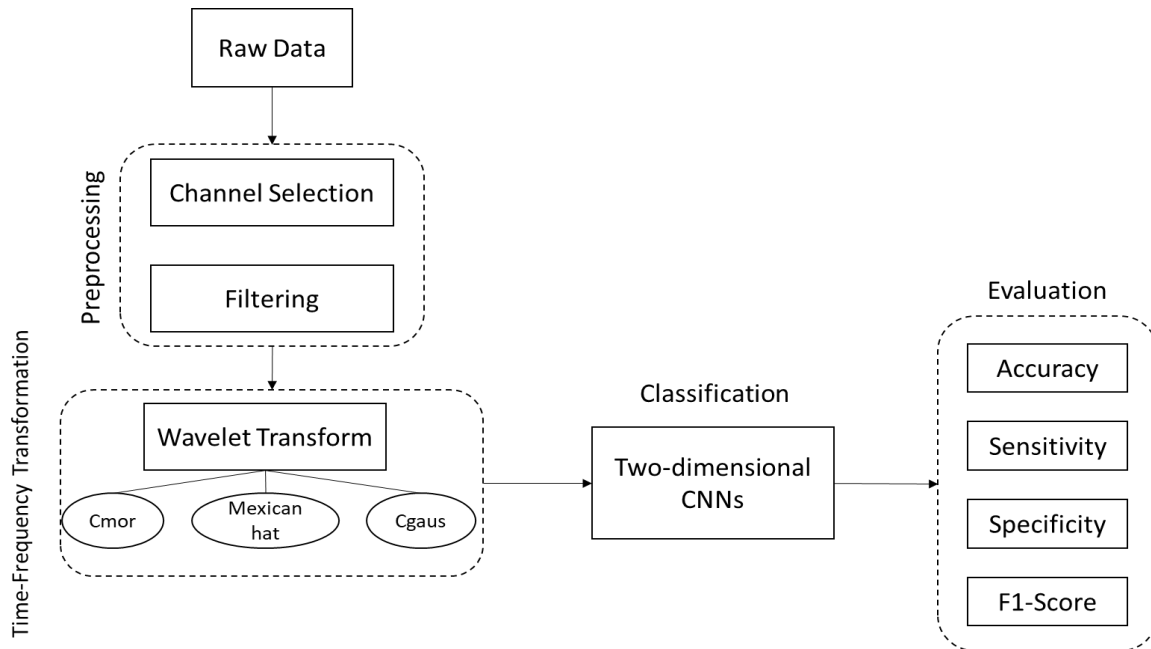 Raw Data
Preprocessing
Channel Selection
Filtering
Time-Frequency Transformation
Wavelet Transform
Cmor
Mexican
hat
Cgaus
Classification
Two-dimensional
CNNs
Evaluation
Accuracy
Sensitivity
Specificity
F1-Score